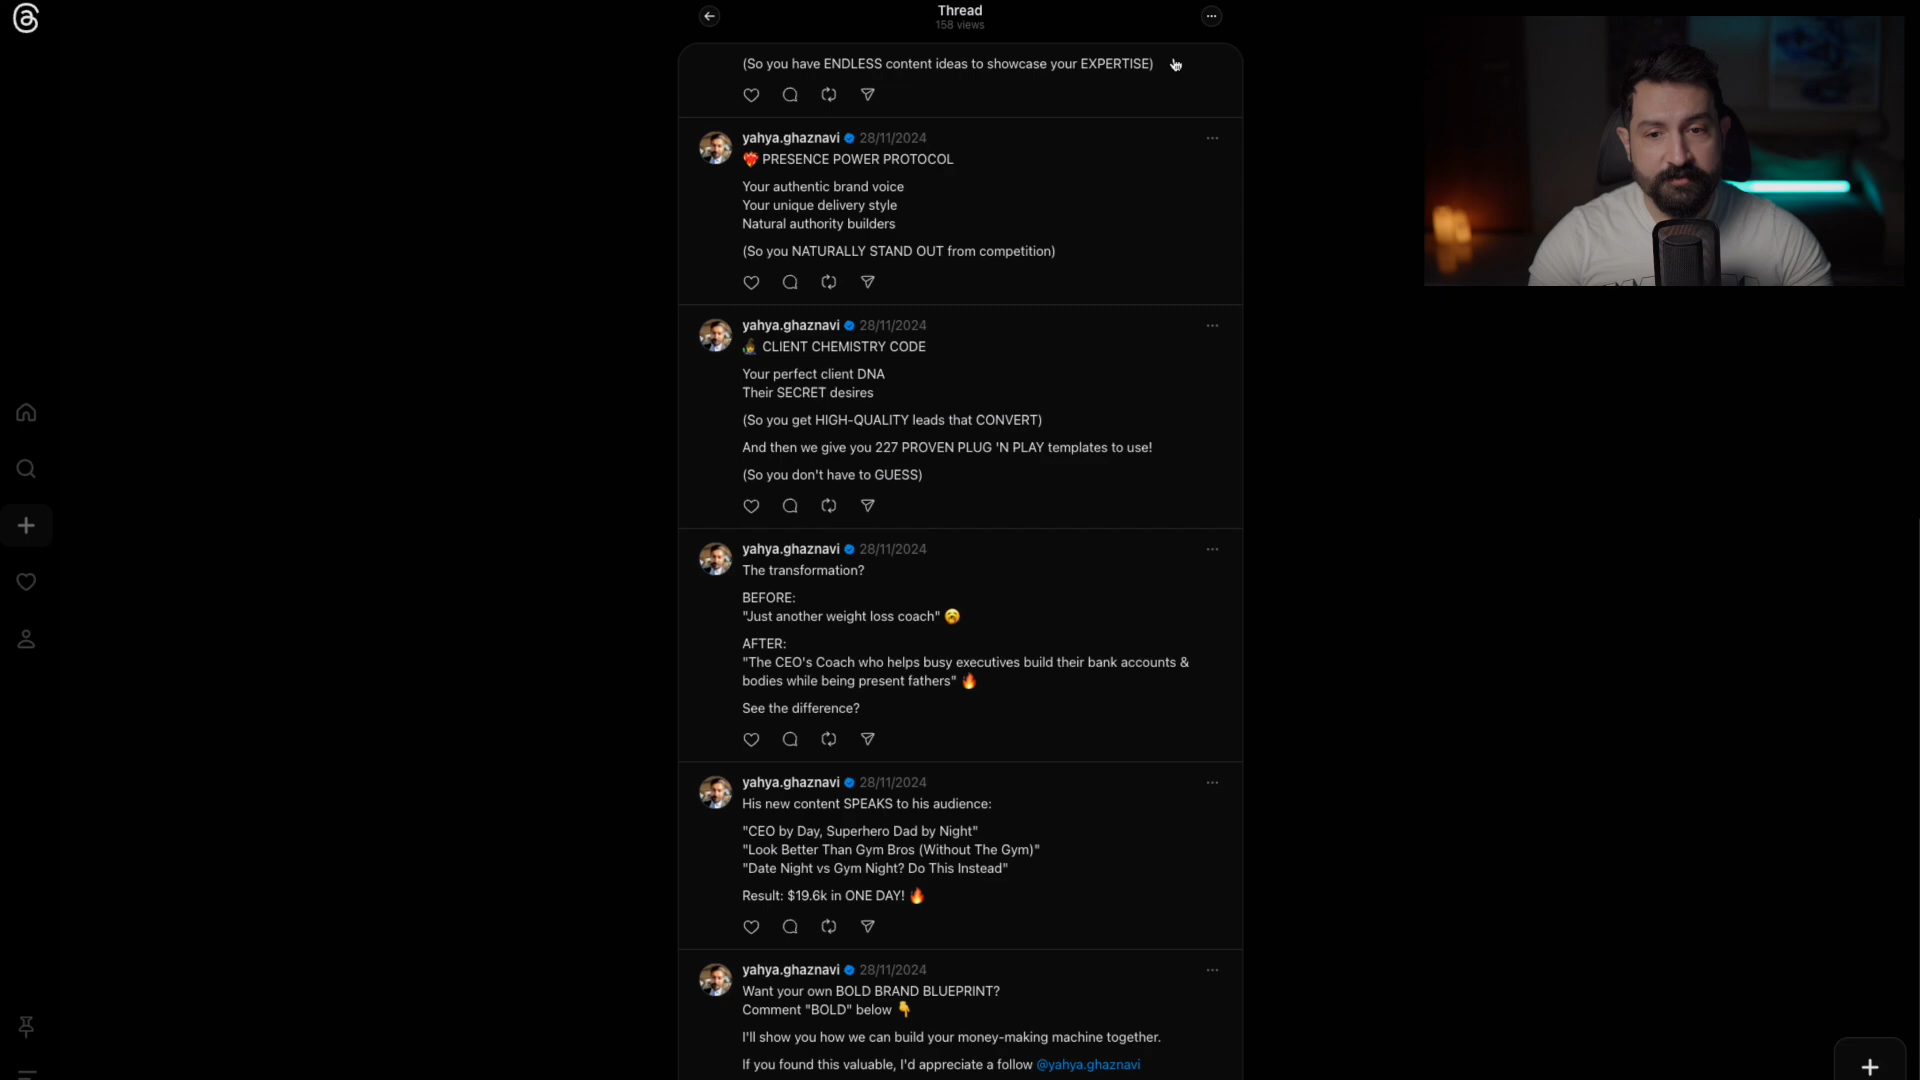 Thread
158 views
(So you have ENDLESS content ideas to showcase your EXPERTISE)
yahya.ghaznavi 28/11/2024
❤️‍🔥 PRESENCE POWER PROTOCOL
Your authentic brand voice
Your unique delivery style
Natural authority builders
(So you NATURALLY STAND OUT from competition)
yahya.ghaznavi 28/11/2024
CLIENT CHEMISTRY CODE
Your perfect client DNA
Their SECRET desires
(So you get HIGH-QUALITY leads that CONVERT)
And then we give you 227 PROVEN PLUG 'N PLAY templates to use!
(So you don't have to GUESS)
yahya.ghaznavi 28/11/2024
The transformation?
BEFORE:
"Just another weight loss coach" 🥱
AFTER:
"The CEO's Coach who helps busy executives build their bank accounts &
bodies while being present fathers" 🔥
See the difference?
yahya.ghaznavi 28/11/2024
His new content SPEAKS to his audience:
"CEO by Day, Superhero Dad by Night"
"Look Better Than Gym Bros (Without The Gym)"
"Date Night vs Gym Night? Do This Instead"
Result: $19.6k in ONE DAY! 🔥
yahya.ghaznavi 28/11/2024
Want your own BOLD BRAND BLUEPRINT?
Comment "BOLD" below 👇
I'll show you how we can build your money-making machine together.
If you found this valuable, I'd appreciate a follow @yahya.ghaznavi